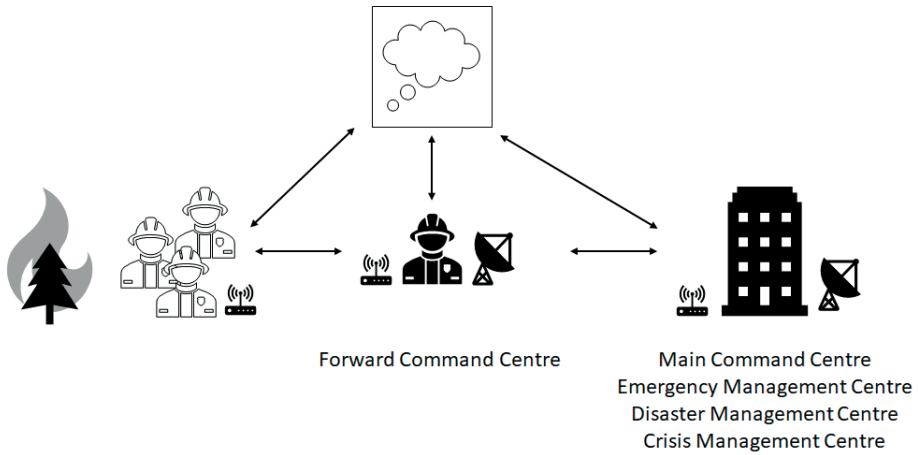 Forward Command Centre
Main Command Centre
Emergency Management Centre
Disaster Management Centre
Crisis Management Centre